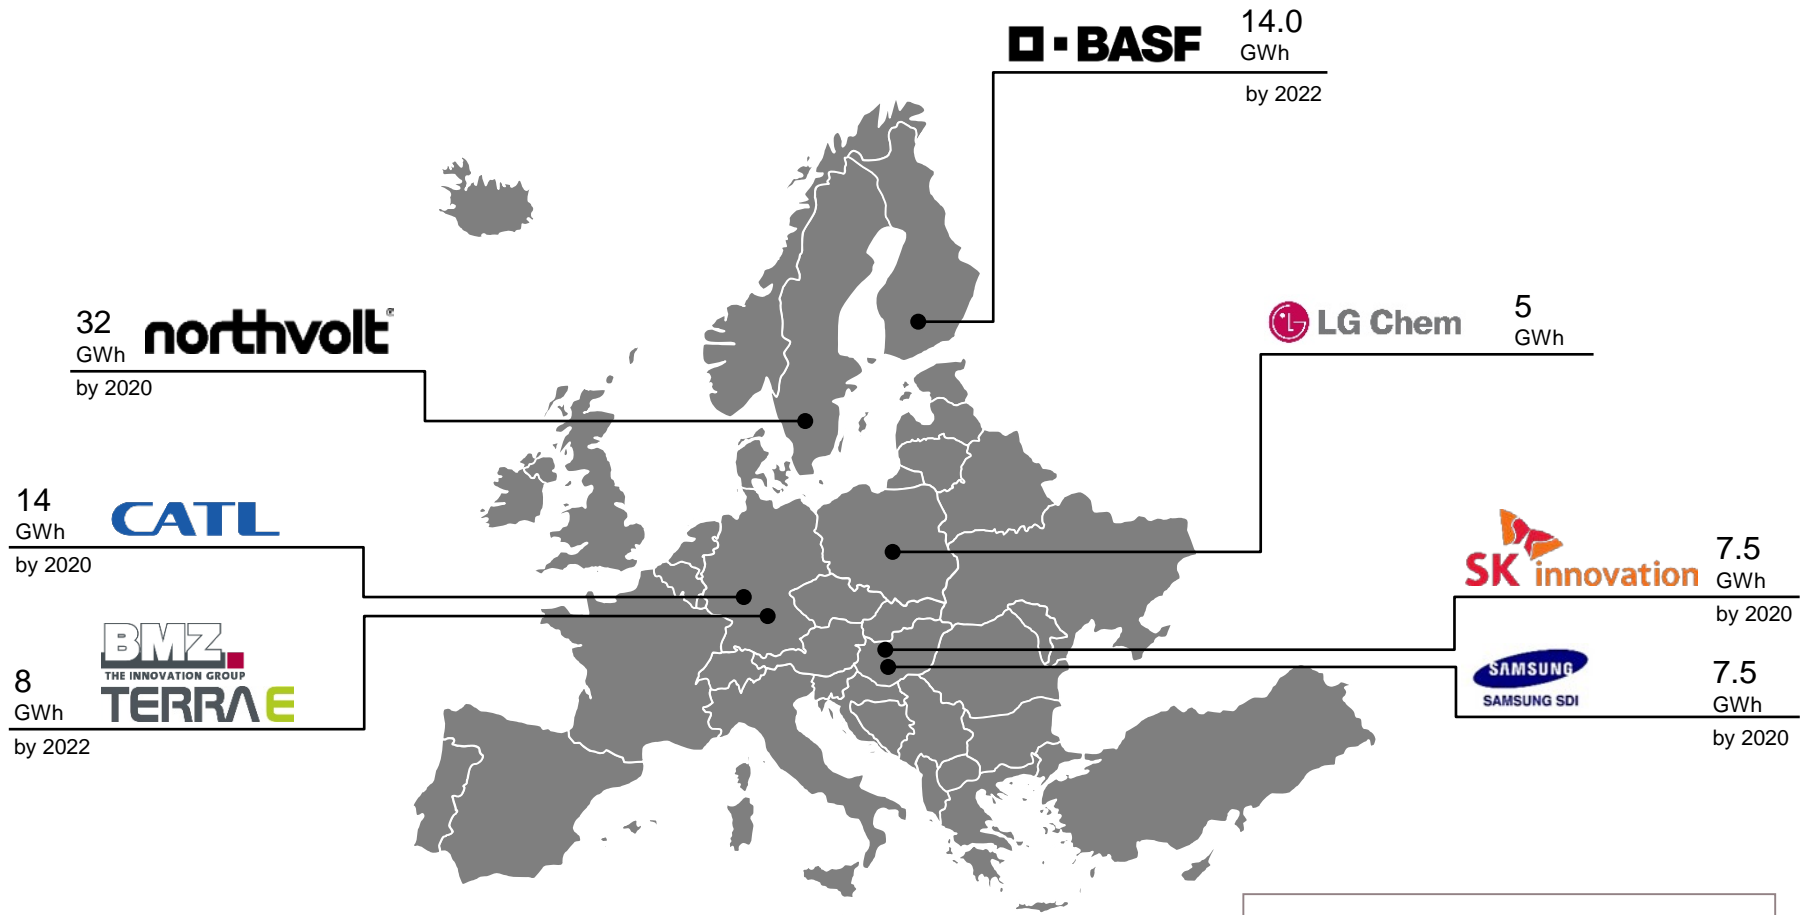 BASF
14.0
GWh
by 2022
32
GWh
northvolt
by 2020
LG Chem
5
GWh
14
GWh
CATL
by 2020
SK innovation
7.5
GWh
by 2020
BMZ
THE INNOVATION GROUP
TERRA E
8
GWh
by 2022
SAMSUNG
SAMSUNG SDI
7.5
GWh
by 2020